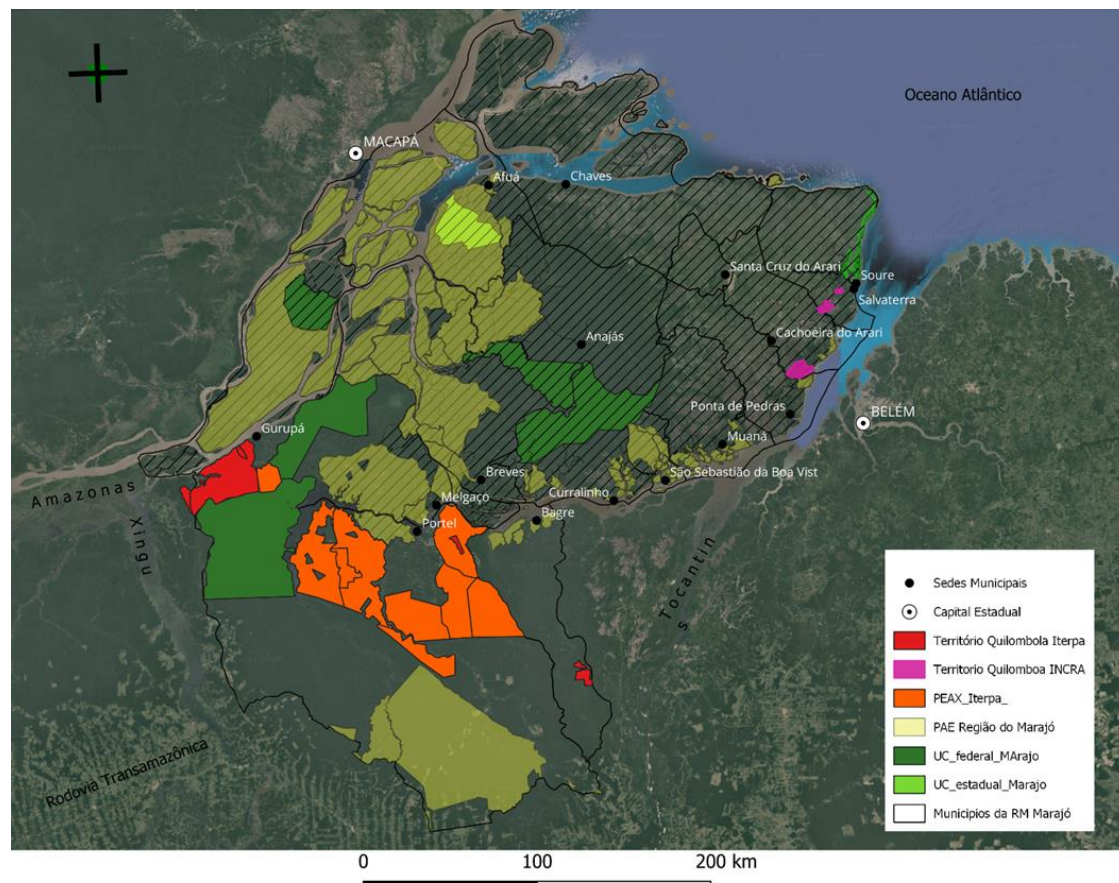 Oceano Atlântico
MACAPÁ
Afuá
Chaves
Santa Cruz do Arari
Soure
Salvaterra
Cachoeira do Arari
Anajás
Ponta de Pedras
BELÉM
Gurupá
Muaná
Breves
São Sebastião da Boa Vist
Curralinho
Melgaço
Bagre
Portel
Amazonas
Xingu
Tocantin
s
Rodovia Transamazônica
Sedes Municipais
Capital Estadual
Território Quilombola Iterpa
Territorio Quilomboa INCRA
PEAX_Iterpa_
PAE Região do Marajó
UC_federal_MArajo
UC_estadual_Marajo
Municipios da RM Marajó
0 100 200 km